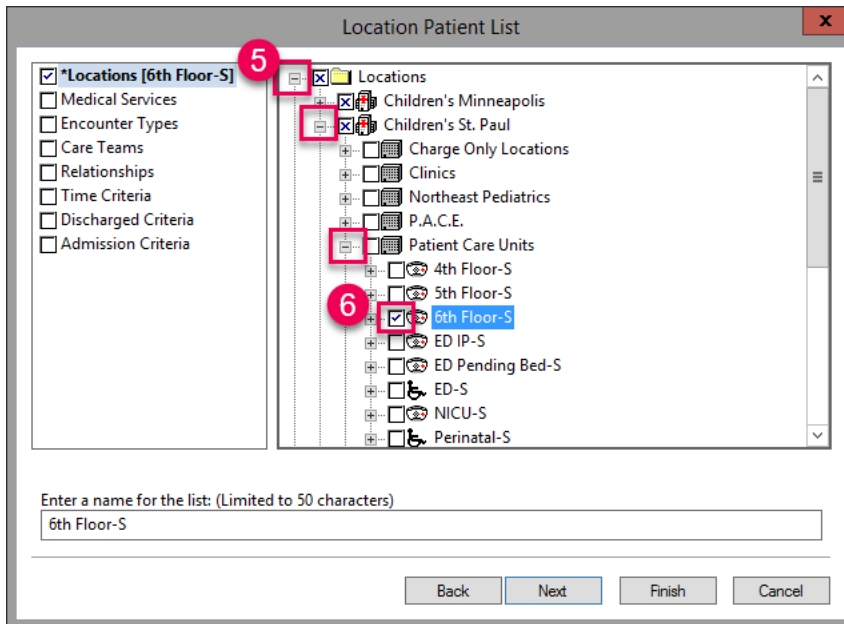 Location Patient List
x
5
*Locations [6th Floor-S]
Medical Services
Encounter Types
Care Teams
Relationships
Time Criteria
Discharged Criteria
Admission Criteria
Locations
Children's Minneapolis
Children's St. Paul
Charge Only Locations
Clinics
Northeast Pediatrics
P.A.C.E.
Patient Care Units
4th Floor-S
5th Floor-S
6
6th Floor-S
ED IP-S
ED Pending Bed-S
ED-S
NICU-S
Perinatal-S
Enter a name for the list: (Limited to 50 characters)
6th Floor-S
Back Next Finish Cancel